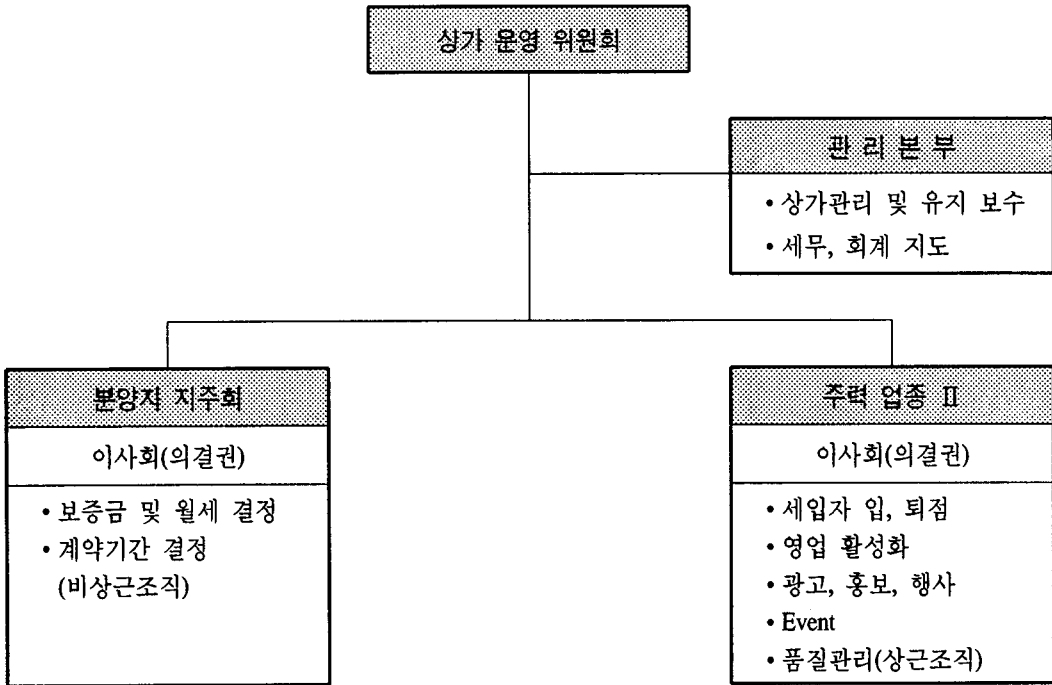 상가 운영 위원회
관 리 본 부
• 상가관리 및 유지 보수
• 세무, 회계 지도
분양자 지주회
이사회(의결권)
• 보증금 및 월세 결정
• 계약기간 결정
(비상근조직)
주력 업종 Ⅱ
이사회(의결권)
• 세입자 입, 퇴점
• 영업 활성화
• 광고, 홍보, 행사
• Event
• 품질관리(상근조직)